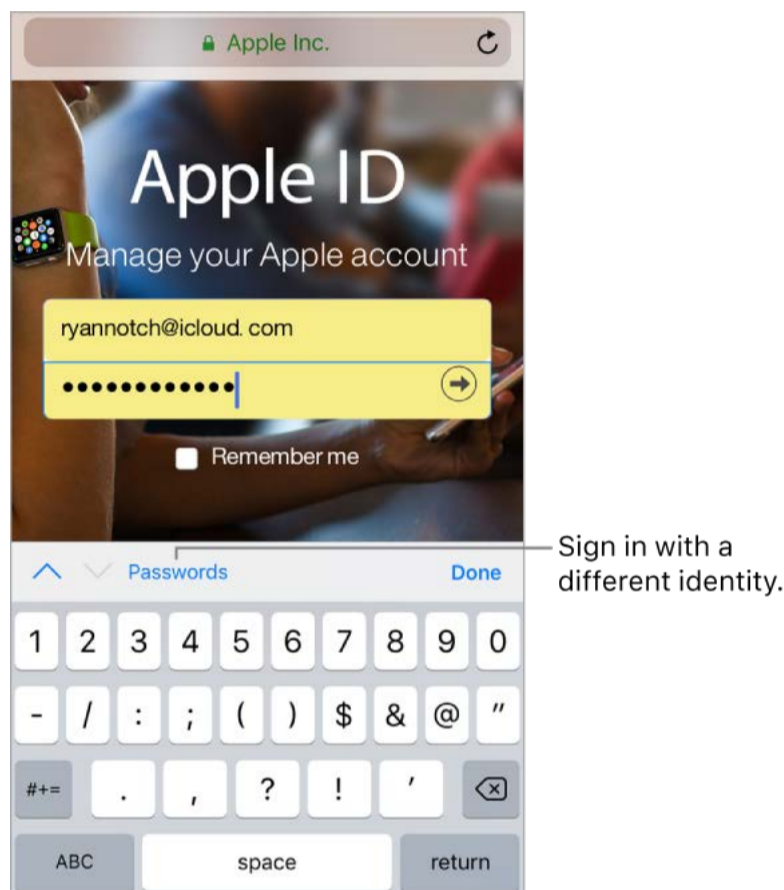 Apple Inc.
Apple ID
Manage your Apple account
ryannotch@icloud. com
••••••••••••
Remember me
Sign in with a
different identity.
Passwords
Done
1 2 3 4 5 6 7 8 9 0
- / : ; ( ) $ & @ "
#+= . , ? ! '
ABC space return